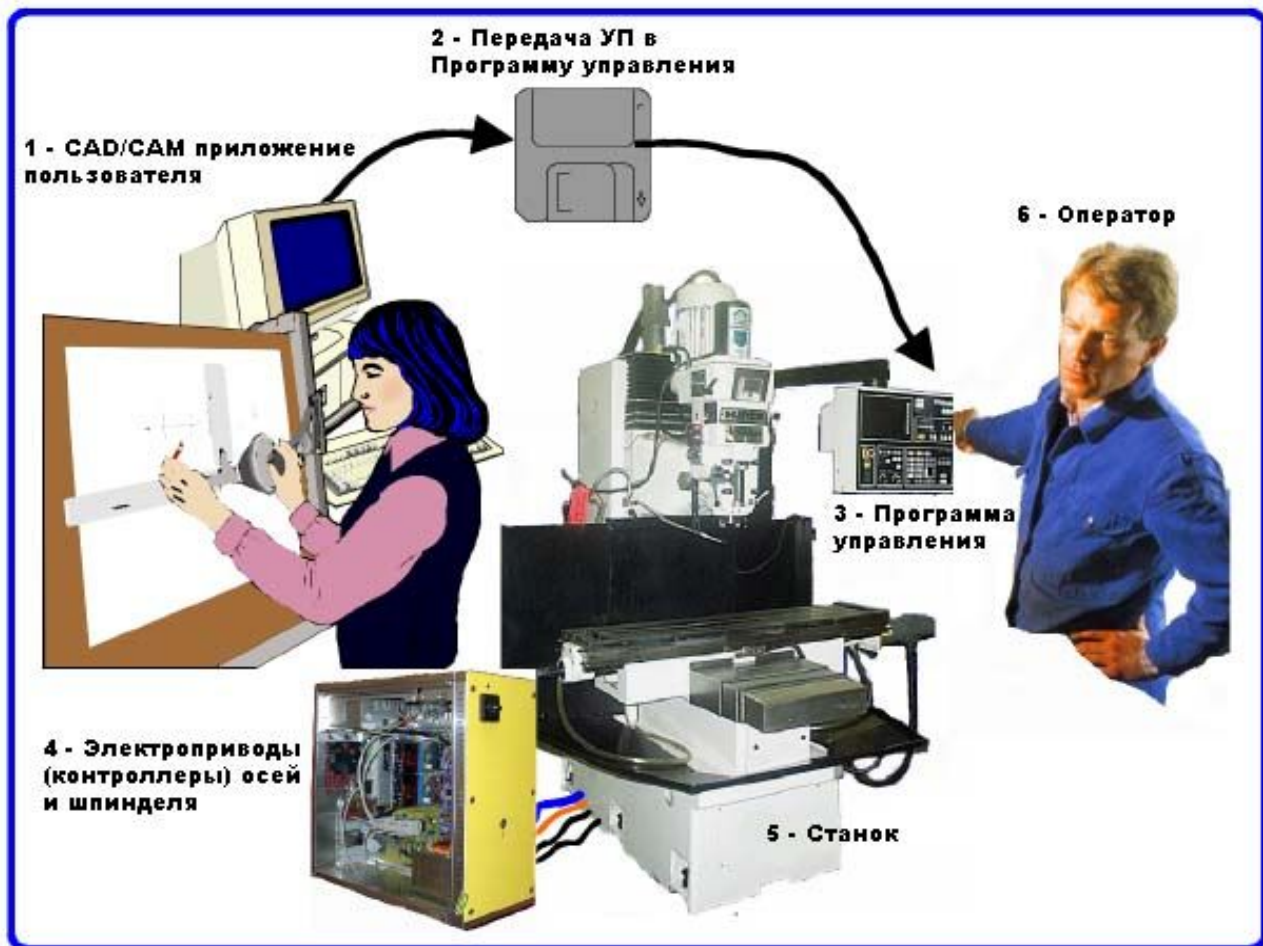 2 - Передача УП в
Программу управления
1 - CAD/CAM приложение
пользователя
6 - Оператор
3 - Программа
управления
4 - Электроприводы
(контроллеры) осей
и шпинделя
5 - Станок